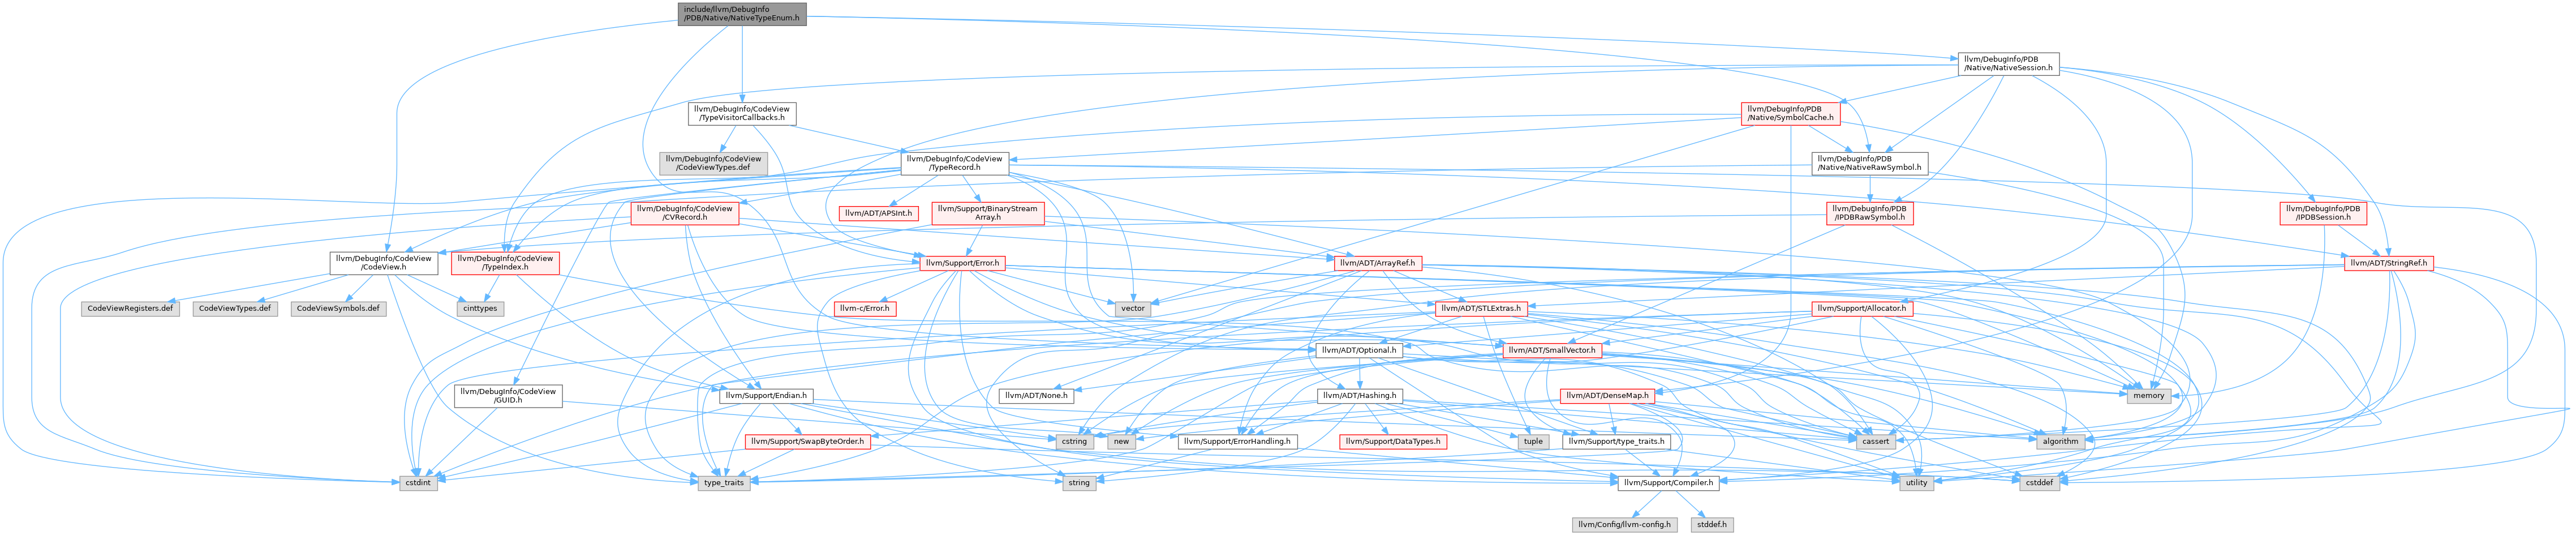 include/llvm/DebugInfo
/PDB/Native/NativeTypeEnum.h
llvm/DebugInfo/PDB
/Native/NativeSession.h
llvm/DebugInfo/CodeView
/TypeVisitorCallbacks.h
llvm/DebugInfo/PDB
/Native/SymbolCache.h
llvm/DebugInfo/CodeView
/CodeViewTypes.def
llvm/DebugInfo/CodeView
/TypeRecord.h
llvm/DebugInfo/PDB
/Native/NativeRawSymbol.h
llvm/DebugInfo/CodeView
/CVRecord.h
llvm/ADT/APSInt.h
llvm/Support/BinaryStream
Array.h
llvm/DebugInfo/PDB
/IPDBRawSymbol.h
llvm/DebugInfo/PDB
/IPDBSession.h
llvm/DebugInfo/CodeView
/CodeView.h
llvm/DebugInfo/CodeView
/TypeIndex.h
llvm/Support/Error.h
llvm/ADT/ArrayRef.h
llvm/ADT/StringRef.h
CodeViewRegisters.def
CodeViewTypes.def
CodeViewSymbols.def
cinttypes
llvm-c/Error.h
vector
llvm/ADT/STLExtras.h
llvm/Support/Allocator.h
llvm/ADT/Optional.h
llvm/ADT/SmallVector.h
llvm/DebugInfo/CodeView
/GUID.h
llvm/Support/Endian.h
llvm/ADT/None.h
llvm/ADT/Hashing.h
llvm/ADT/DenseMap.h
memory
llvm/Support/SwapByteOrder.h
cstring
new
llvm/Support/ErrorHandling.h
llvm/Support/DataTypes.h
tuple
llvm/Support/type_traits.h
cassert
algorithm
cstdint
type_traits
string
llvm/Support/Compiler.h
utility
cstddef
llvm/Config/llvm-config.h
stddef.h